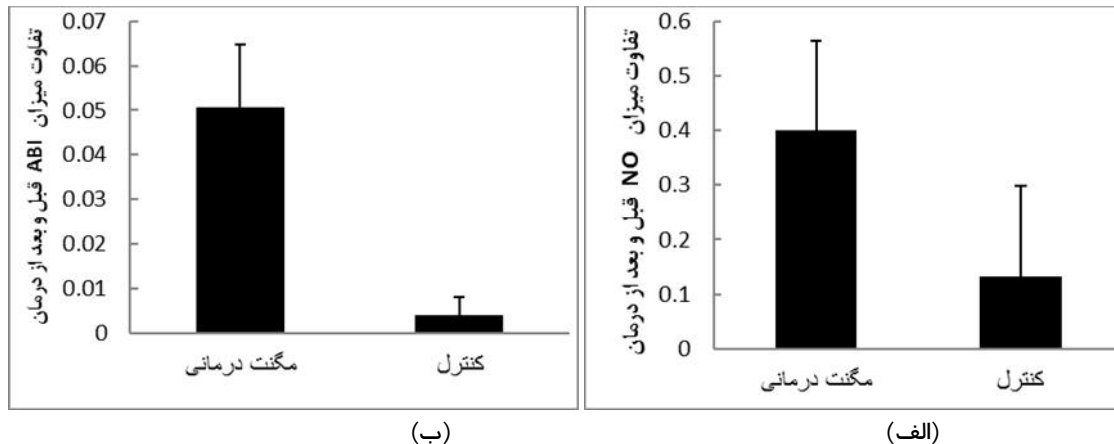 تفاوت میزان NO قبل و بعد از درمان
0.6
0.5
0.4
0.3
0.2
0.1
0
مگنت درمانی
کنترل
(الف)
تفاوت میزان ABI قبل و بعد از درمان
0.07
0.06
0.05
0.04
0.03
0.02
0.01
0
مگنت درمانی
کنترل
(ب)